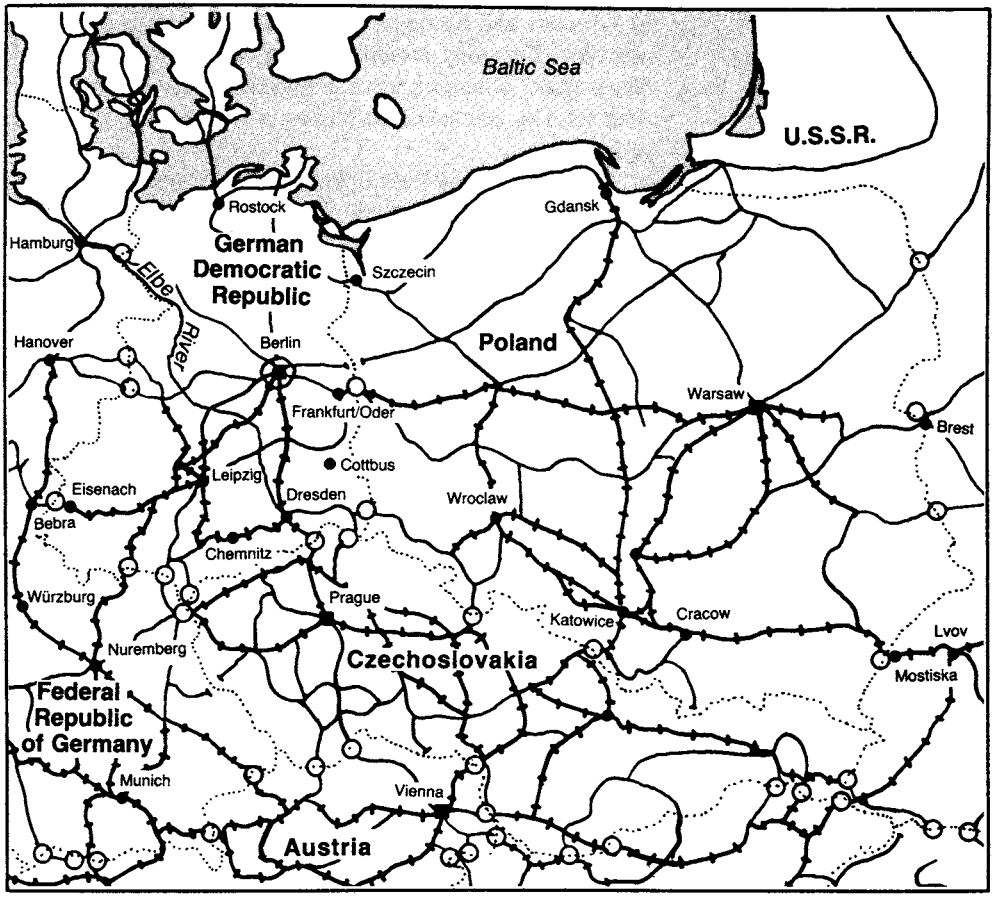 Baltic Sea
U.S.S.R.
Rostock
Gdansk
Hamburg
German
Democratic
Republic
Elbe
River
Szczecin
Hanover
Berlin
Poland
Warsaw
Frankfurt/Oder
Brest
Cottbus
Leipzig
Eisenach
Bebra
Dresden
Wroclaw
Chemnitz
Würzburg
Prague
Katowice
Cracow
Lvov
Mostiska
Nuremberg
Czechoslovakia
Federal
Republic
of Germany
Munich
Vienna
Austria